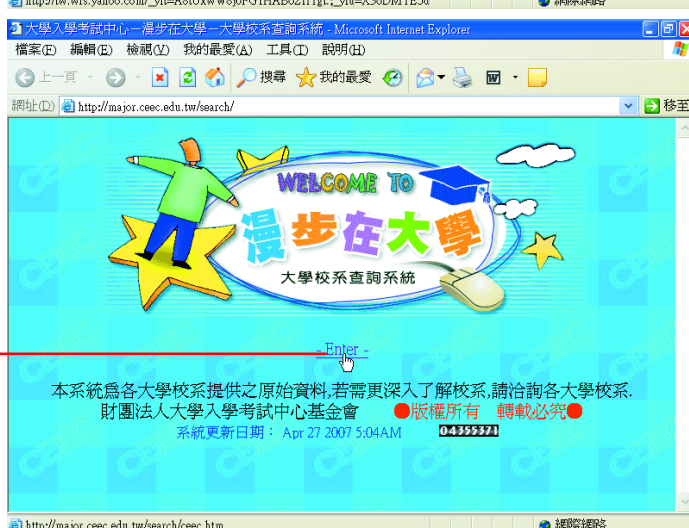 大學入學考試中心－漫步在大學－大學校系查詢系統 - Microsoft Internet Explorer
檔案(F) 編輯(E) 檢視(V) 我的最愛(A) 工具(T) 說明(H)
上一頁 搜尋 我的最愛
網址(D) http://major.ceec.edu.tw/search/ 移至
WELCOME TO
漫步在大學
大學校系查詢系統
- Enter -
本系統為各大學校系提供之原始資料,若需更深入了解校系,請洽詢各大學校系.
財團法人大學入學考試中心基金會 ●版權所有 轉載必究●
系統更新日期： Apr 27 2007 5:04AM 04355371
http://major.ceec.edu.tw/search/ceec.htm 網際網路